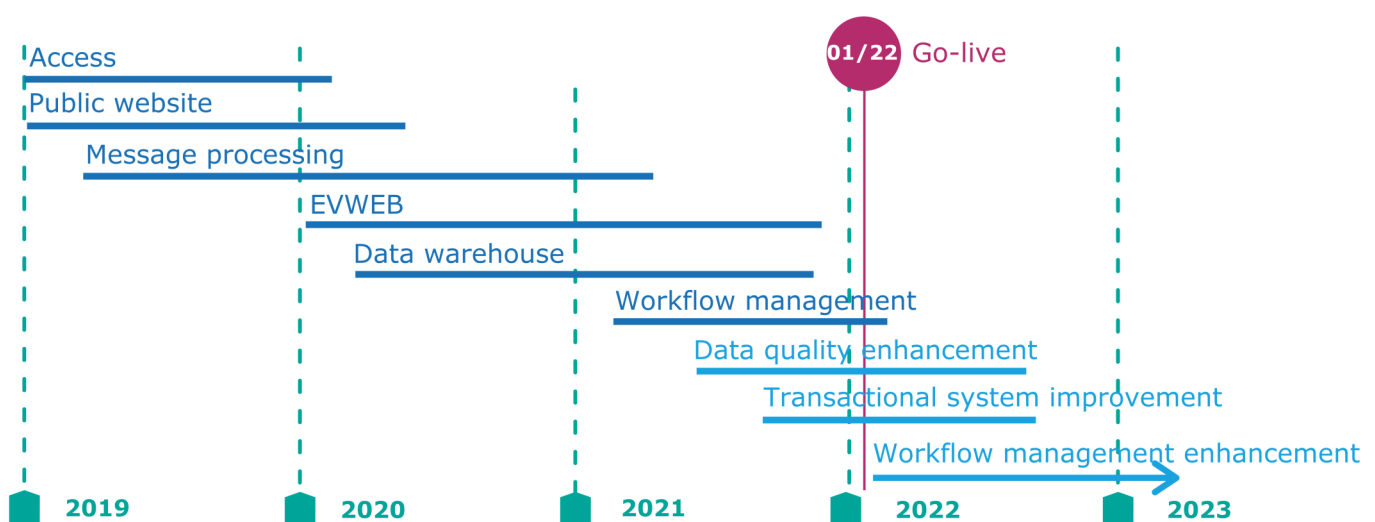 01/22 Go-live
Access
Public website
Message processing
EVWEB
Data warehouse
Workflow management
Data quality enhancement
Transactional system improvement
Workflow management enhancement
2019 2020 2021 2022 2023